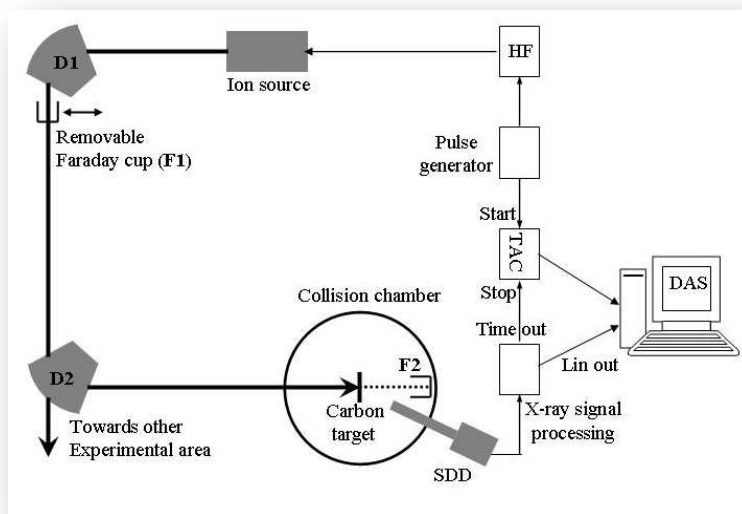 D1
Ion source
HF
Removable
Faraday cup (F1)
Pulse
generator
Start
TAC
Stop
DAS
Collision chamber
Time out
F2
Lin out
D2
Carbon
target
Towards other
Experimental area
X-ray signal
processing
SDD